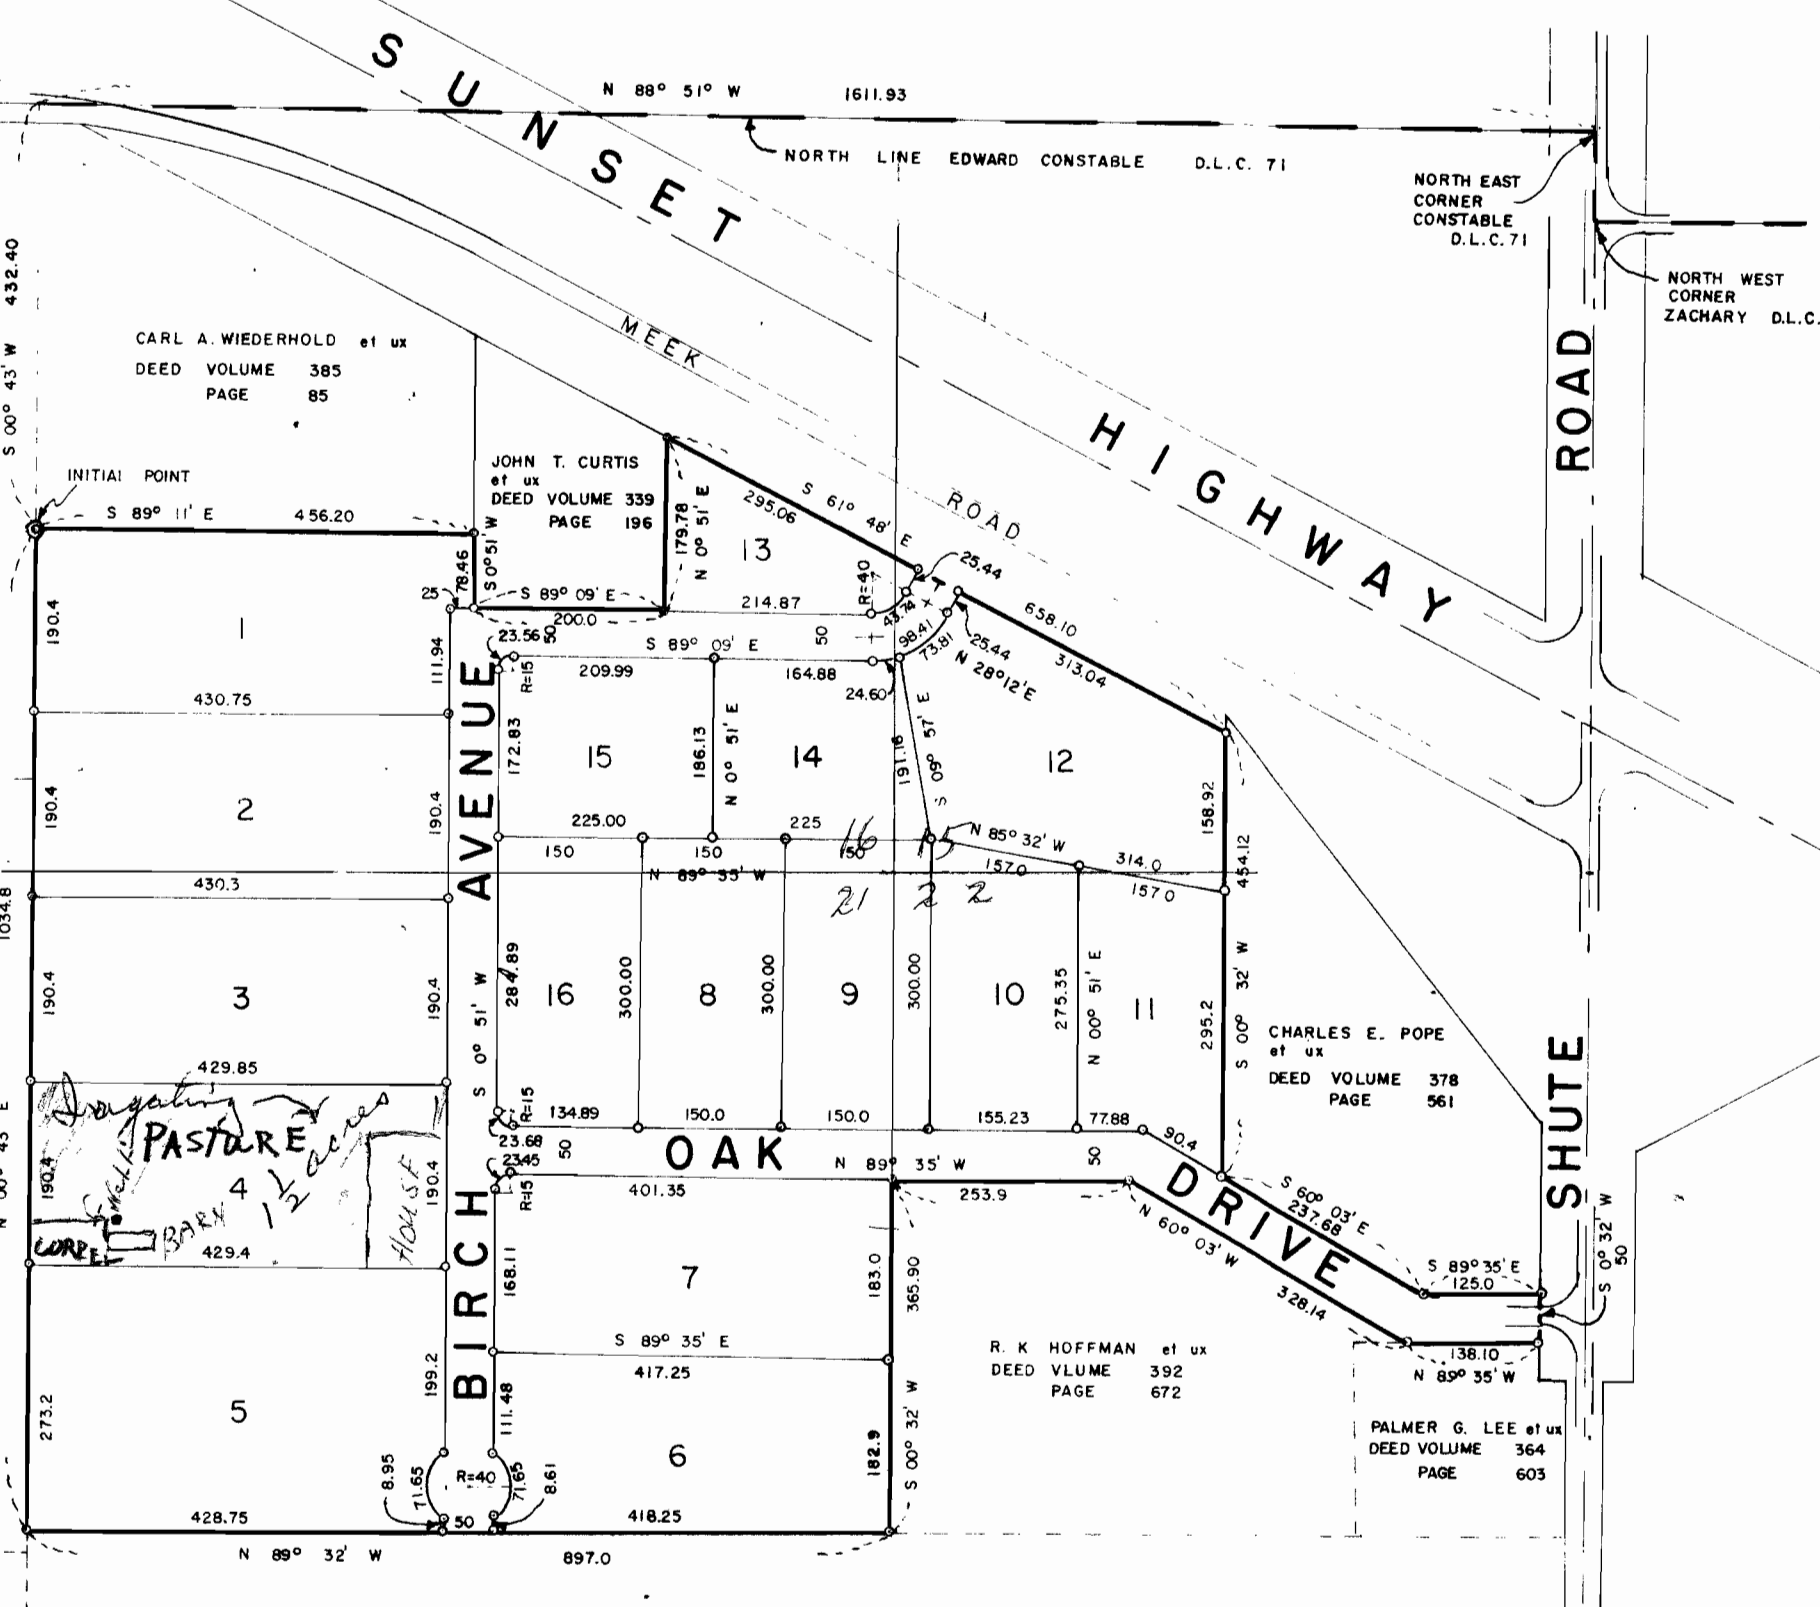 SUNSET
HIGHWAY
N 88° 51° W 1611.93
NORTH LINE EDWARD CONSTABLE D.L.C. 71
NORTH EAST
CORNER
CONSTABLE
D.L.C. 71
NORTH WEST
CORNER
ZACHARY D.L.C.
S 00° 43' W 432.40
CARL A. WIEDERHOLD et ux
DEED VOLUME 385
PAGE 85
MEEK
ROAD
SHUTE
ROAD
INITIAL POINT
S 89° 11' E 456.20
JOHN T. CURTIS
et ux
DEED VOLUME 339
PAGE 196
78.46
S 0° 51' W
179.78
N 0° 51' E
295.06
S 61° 48' E
13
25.44
R=40
43.74
T
214.87
25
S 89° 09' E
200.0
50
23.56
R=15
S 89° 09' E
50
209.99
164.88
24.60
98.41
73.81
25.44
N 28° 12' E
658.10
313.04
190.4
1
111.94
430.75
172.83
15
186.13
N 0° 51' E
14
191.18
S 09° 57' E
12
158.92
190.4
2
190.4
225.00
225
16
15
N 85° 32' W
150
150
150
N 89° 35' W
157.0
314.0
157.0
454.12
21
22
430.3
1034.8
190.4
3
190.4
S 0° 51' W
284.89
16
300.00
8
300.00
9
300.00
10
275.35
N 00° 51' E
11
295.2
S 00° 32' W
CHARLES E. POPE
et ux
DEED VOLUME 378
PAGE 561
429.85
R=15
134.89
150.0
150.0
155.23
77.88
90.4
23.68
50
OAK
N 89° 35' W
50
DRIVE
PASTURE
1 1/2 acres
190.4
4
Well
BARN
HOUSE
190.4
429.4
N 00° 43' E
23.45
R=15
401.35
253.9
N 60° 03' W
328.14
S 60° 03' E
237.68
S 89° 35' E
125.0
S 0° 32' W
50
BIRCH
AVENUE
168.11
7
183.0
365.90
S 89° 35' E
417.25
138.10
N 89° 35' W
R. K HOFFMAN et ux
DEED VLUME 392
PAGE 672
273.2
5
199.2
111.48
6
182.9
S 00° 32' W
PALMER G. LEE et ux
DEED VOLUME 364
PAGE 603
8.95
71.65
R=40
71.65
8.61
428.75
50
418.25
N 89° 32' W 897.0